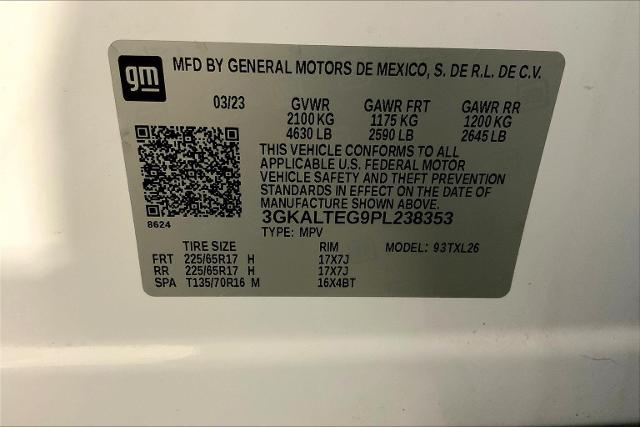 gm
MFD BY GENERAL MOTORS DE MEXICO, S. DE R.L. DE C.V.
03/23 GVWR GAWR FRT GAWR RR
2100 KG 1175 KG 1200 KG
4630 LB 2590 LB 2645 LB
THIS VEHICLE CONFORMS TO ALL
APPLICABLE U.S. FEDERAL MOTOR
VEHICLE SAFETY AND THEFT PREVENTION
STANDARDS IN EFFECT ON THE DATE OF
MANUFACTURE SHOWN ABOVE.
3GKALTEG9PL238353
8624
TYPE: MPV MODEL: 93TXL26
TIRE SIZE RIM
FRT 225/65R17 H 17X7J
RR 225/65R17 H 17X7J
SPA T135/70R16 M 16X4BT